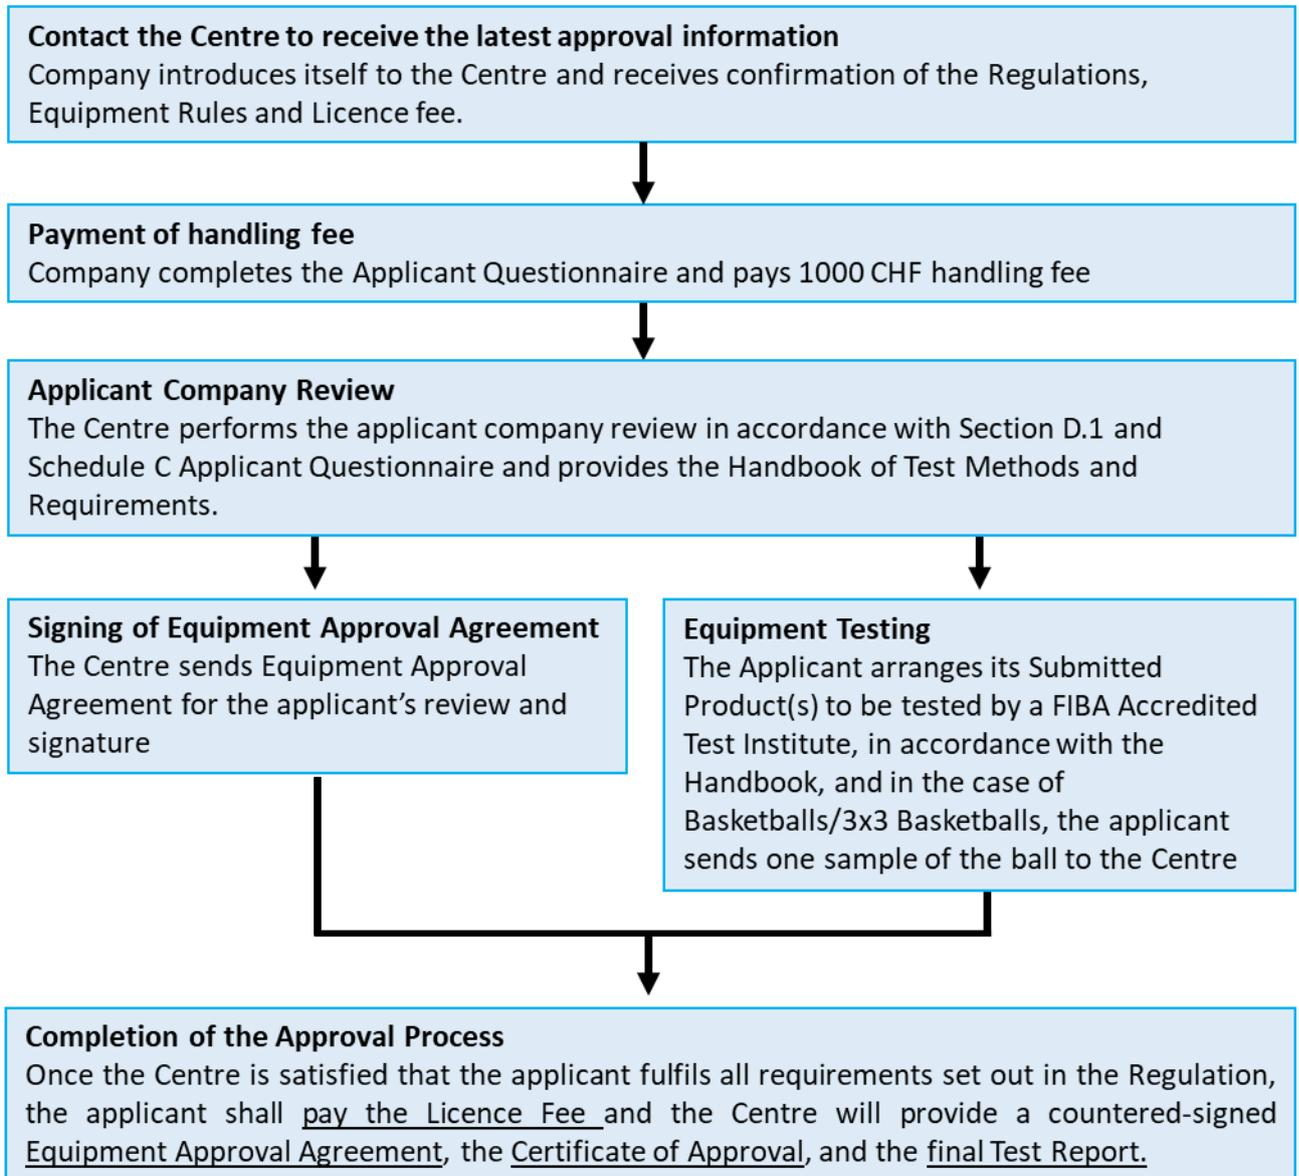 Contact the Centre to receive the latest approval information
Company introduces itself to the Centre and receives confirmation of the Regulations,
Equipment Rules and Licence fee.
Payment of handling fee
Company completes the Applicant Questionnaire and pays 1000 CHF handling fee
Applicant Company Review
The Centre performs the applicant company review in accordance with Section D.1 and
Schedule C Applicant Questionnaire and provides the Handbook of Test Methods and
Requirements.
Signing of Equipment Approval Agreement
The Centre sends Equipment Approval
Agreement for the applicant’s review and
signature
Equipment Testing
The Applicant arranges its Submitted
Product(s) to be tested by a FIBA Accredited
Test Institute, in accordance with the
Handbook, and in the case of
Basketballs/3x3 Basketballs, the applicant
sends one sample of the ball to the Centre
Completion of the Approval Process
Once the Centre is satisfied that the applicant fulfils all requirements set out in the Regulation,
the applicant shall pay the Licence Fee and the Centre will provide a countered-signed
Equipment Approval Agreement, the Certificate of Approval, and the final Test Report.